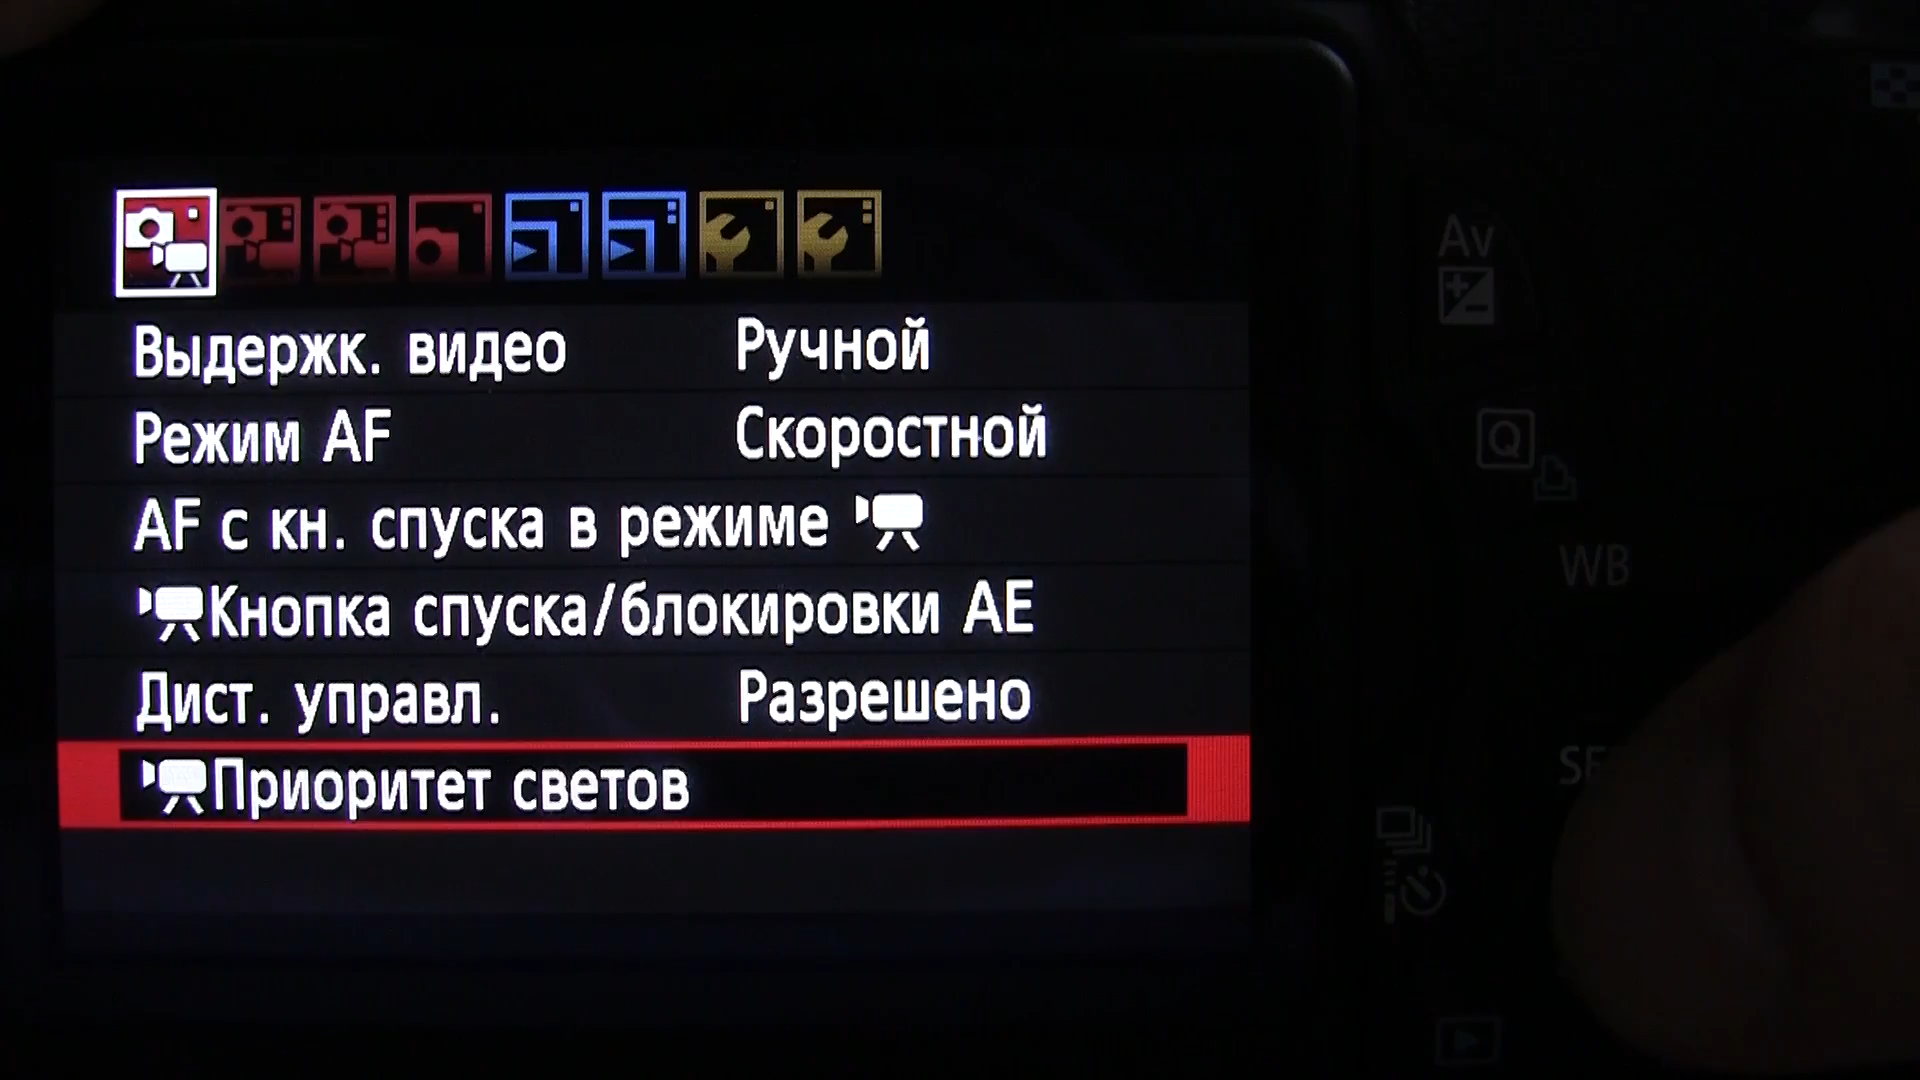 Выдержк. видео Ручной
Режим AF Скоростной
AF с кн. спуска в режиме
Кнопка спуска/блокировки AE
Дист. управл. Разрешено
Приоритет светов
Av
Q
WB